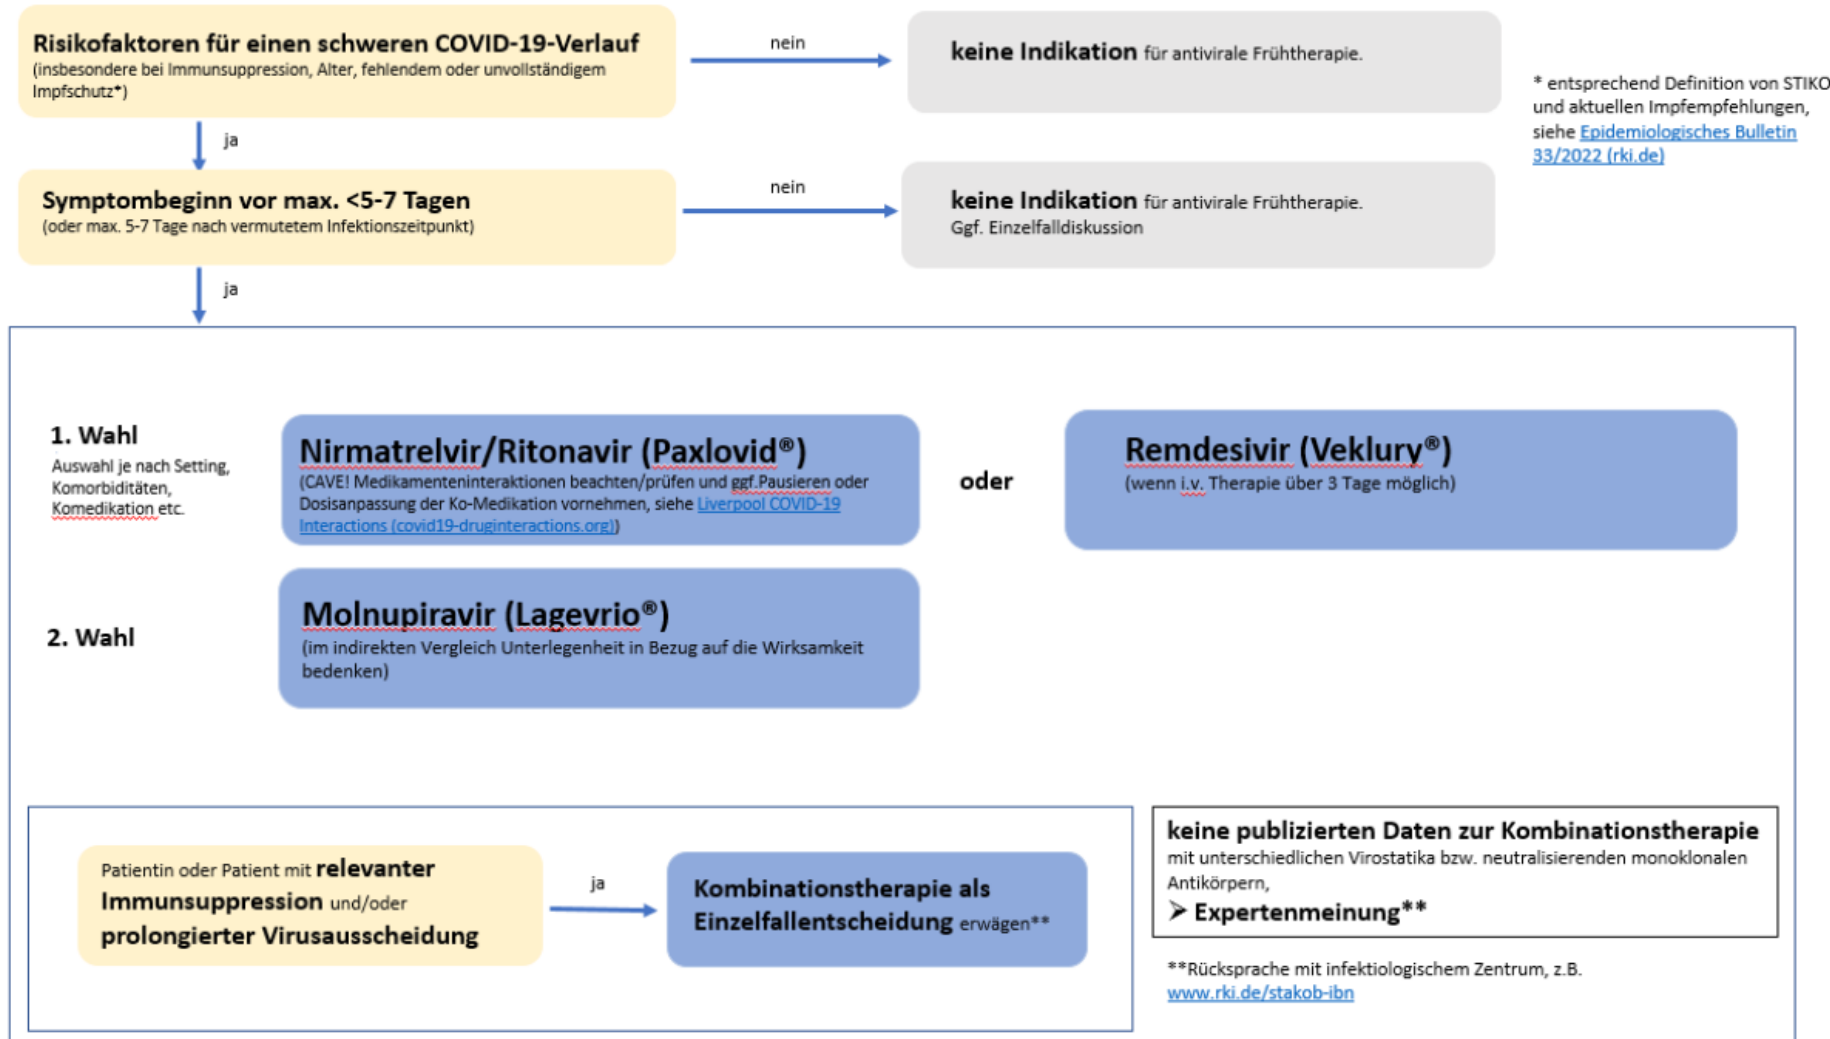 Risikofaktoren für einen schweren COVID-19-Verlauf
(insbesondere bei Immunsuppression, Alter, fehlendem oder unvollständigem
Impfschutz*)
nein
keine Indikation für antivirale Frühtherapie.
* entsprechend Definition von STIKO
und aktuellen Impfempfehlungen,
siehe Epidemiologisches Bulletin
33/2022 (rki.de)
ja
Symptombeginn vor max. <5-7 Tagen
(oder max. 5-7 Tage nach vermutetem Infektionszeitpunkt)
nein
keine Indikation für antivirale Frühtherapie.
Ggf. Einzelfalldiskussion
ja
1. Wahl
Auswahl je nach Setting,
Komorbiditäten,
Komedikation etc.
Nirmatrelvir/Ritonavir (Paxlovid®)
(CAVE! Medikamenteninteraktionen beachten/prüfen und ggf.Pausieren oder
Dosisanpassung der Ko-Medikation vornehmen, siehe Liverpool COVID-19
Interactions (covid19-druginteractions.org))
oder
Remdesivir (Veklury®)
(wenn i.v. Therapie über 3 Tage möglich)
2. Wahl
Molnupiravir (Lagevrio®)
(im indirekten Vergleich Unterlegenheit in Bezug auf die Wirksamkeit
bedenken)
Patientin oder Patient mit relevanter
Immunsuppression und/oder
prolongierter Virusausscheidung
ja
Kombinationstherapie als
Einzelfallentscheidung erwägen**
keine publizierten Daten zur Kombinationstherapie
mit unterschiedlichen Virostatika bzw. neutralisierenden monoklonalen
Antikörpern,
➢ Expertenmeinung**
**Rücksprache mit infektiologischem Zentrum, z.B.
www.rki.de/stakob-ibn